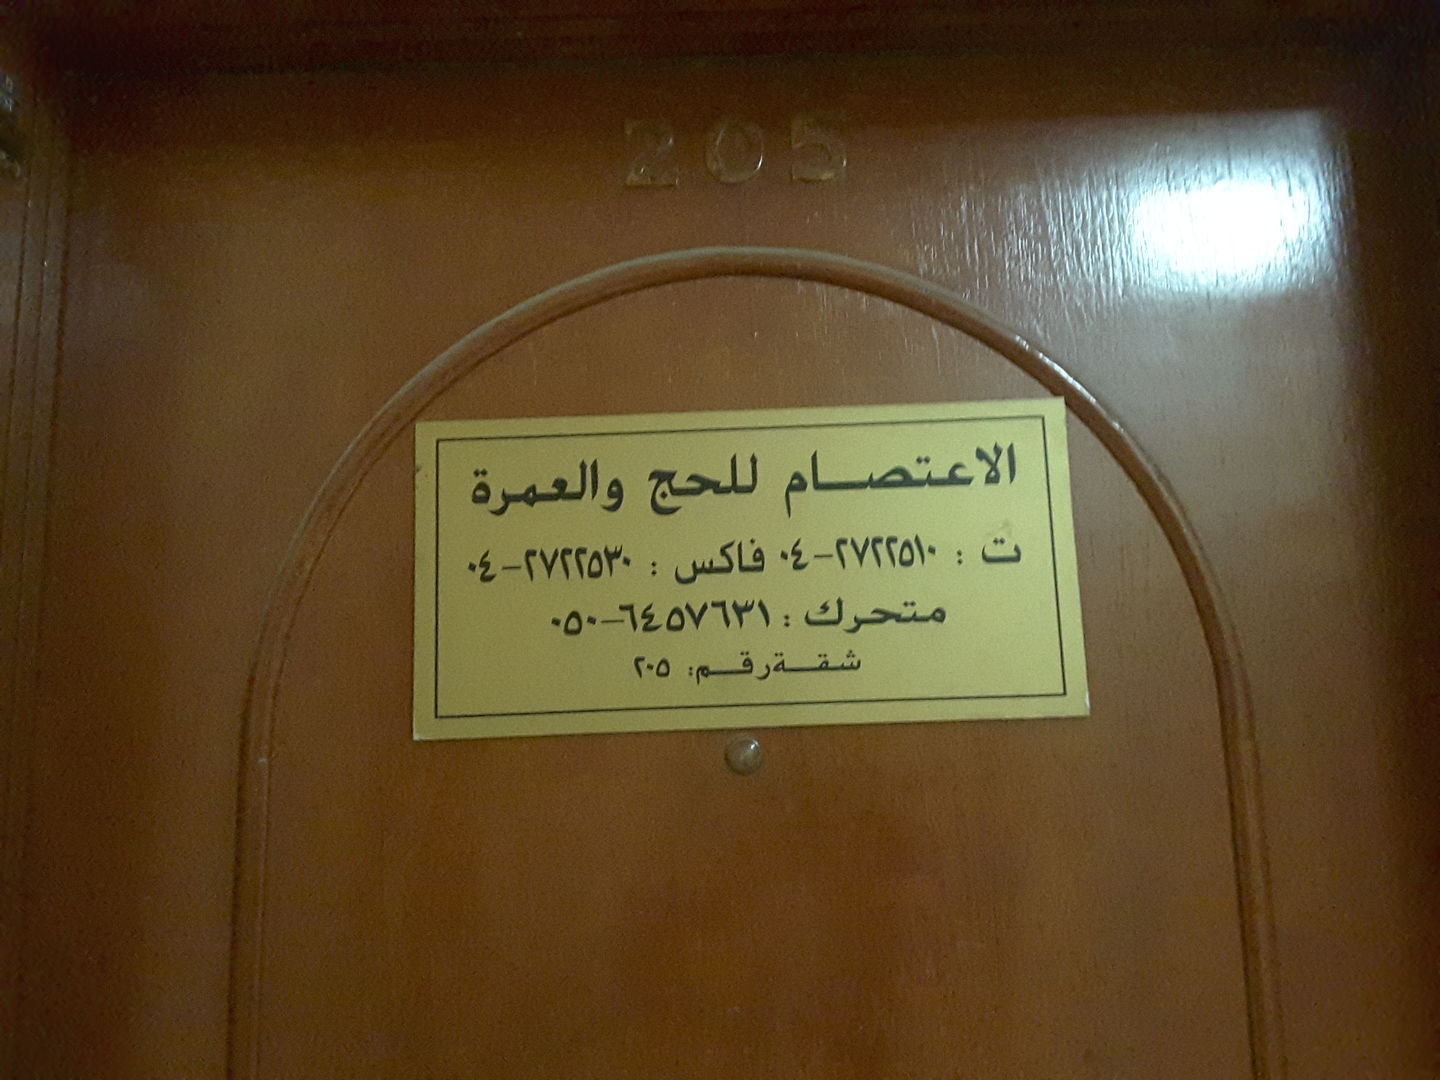 205
الاعتصام للحج والعمرة
ت : ٢٧٢٢٥١٠-٠٤ فاكس : ٢٧٢٢٥٣٠-٠٤
متحرك : ٦٤٥٧٦٣١-٠٥٠
شقة رقم: ٢٠٥